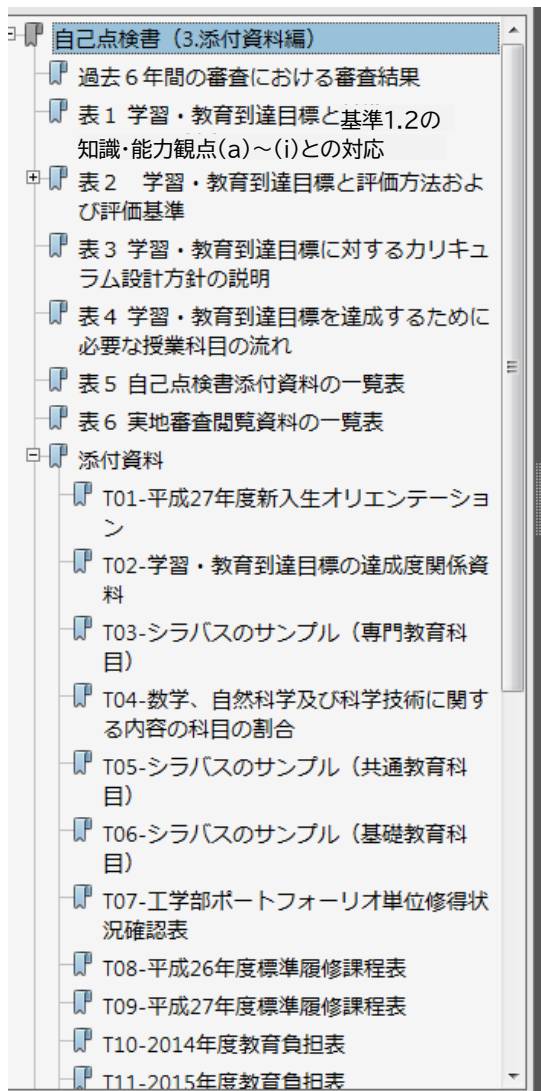 自己点検書（3.添付資料編）
過去６年間の審査における審査結果
表１ 学習・教育到達目標と基準1.2の
知識・能力観点(a)～(i)との対応
表２　学習・教育到達目標と評価方法およ
び評価基準
表３ 学習・教育到達目標に対するカリキュ
ラム設計方針の説明
表４ 学習・教育到達目標を達成するために
必要な授業科目の流れ
表５ 自己点検書添付資料の一覧表
表６ 実地審査閲覧資料の一覧表
添付資料
T01-平成27年度新入生オリエンテーショ
ン
T02-学習・教育到達目標の達成度関係資
料
T03-シラバスのサンプル（専門教育科
目）
T04-数学、自然科学及び科学技術に関す
る内容の科目の割合
T05-シラバスのサンプル（共通教育科
目）
T06-シラバスのサンプル（基礎教育科
目）
T07-工学部ポートフォーリオ単位修得状
況確認表
T08-平成26年度標準履修課程表
T09-平成27年度標準履修課程表
T10-2014年度教育負担表
T11-2015年度教育負担表